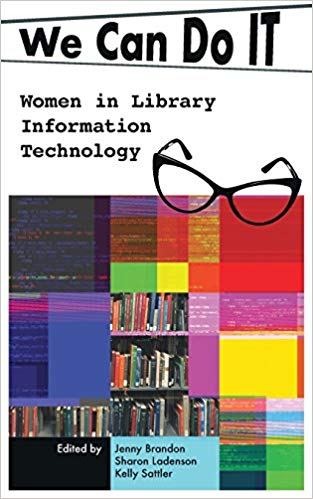 We Can Do IT
Women in Library
Information
Technology
Edited by
Jenny Brandon
Sharon Ladenson
Kelly Sattler